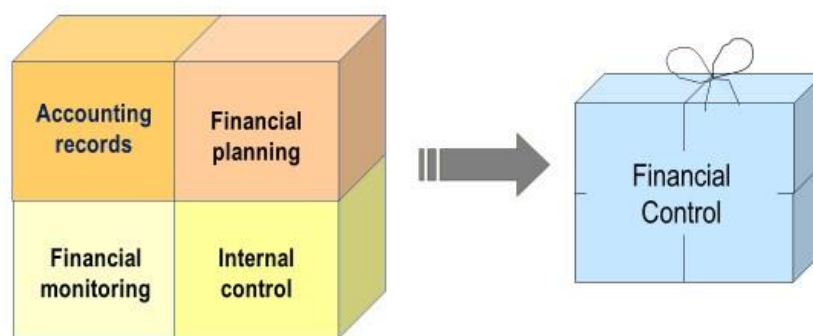 Accounting
records
Financial
planning
Financial
monitoring
Internal
control
Financial
Control